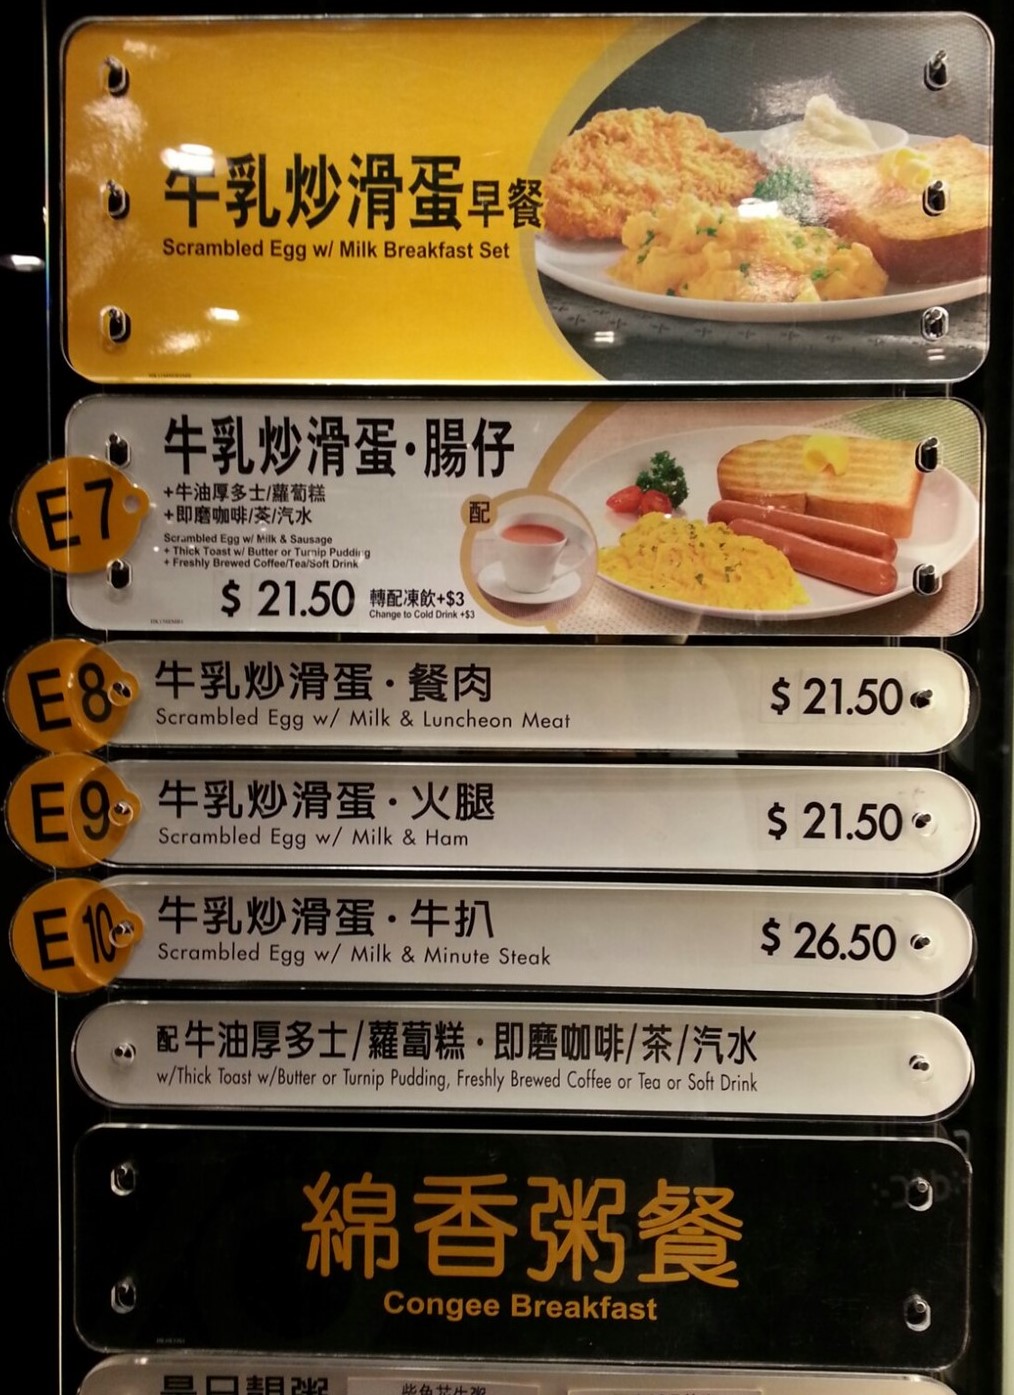 牛乳炒滑蛋早餐
Scrambled Egg w/ Milk Breakfast Set
牛乳炒滑蛋·腸仔
+牛油厚多士/蘿蔔糕
+即磨咖啡/茶/汽水
配
E7
Scrambled Egg w/ Milk & Sausage
+ Thick Toast w/ Butter or Turnip Pudding
+ Freshly Brewed Coffee/Tea/Soft Drink
$ 21.50
轉配凍飲+$3
Change to Cold Drink +$3
E8
牛乳炒滑蛋·餐肉
$ 21.50
Scrambled Egg w/ Milk & Luncheon Meat
E9
牛乳炒滑蛋·火腿
$ 21.50
Scrambled Egg w/ Milk & Ham
E10
牛乳炒滑蛋·牛扒
$ 26.50
Scrambled Egg w/ Milk & Minute Steak
配牛油厚多士/蘿蔔糕·即磨咖啡/茶/汽水
w/Thick Toast w/Butter or Turnip Pudding, Freshly Brewed Coffee or Tea or Soft Drink
綿香粥餐
Congee Breakfast